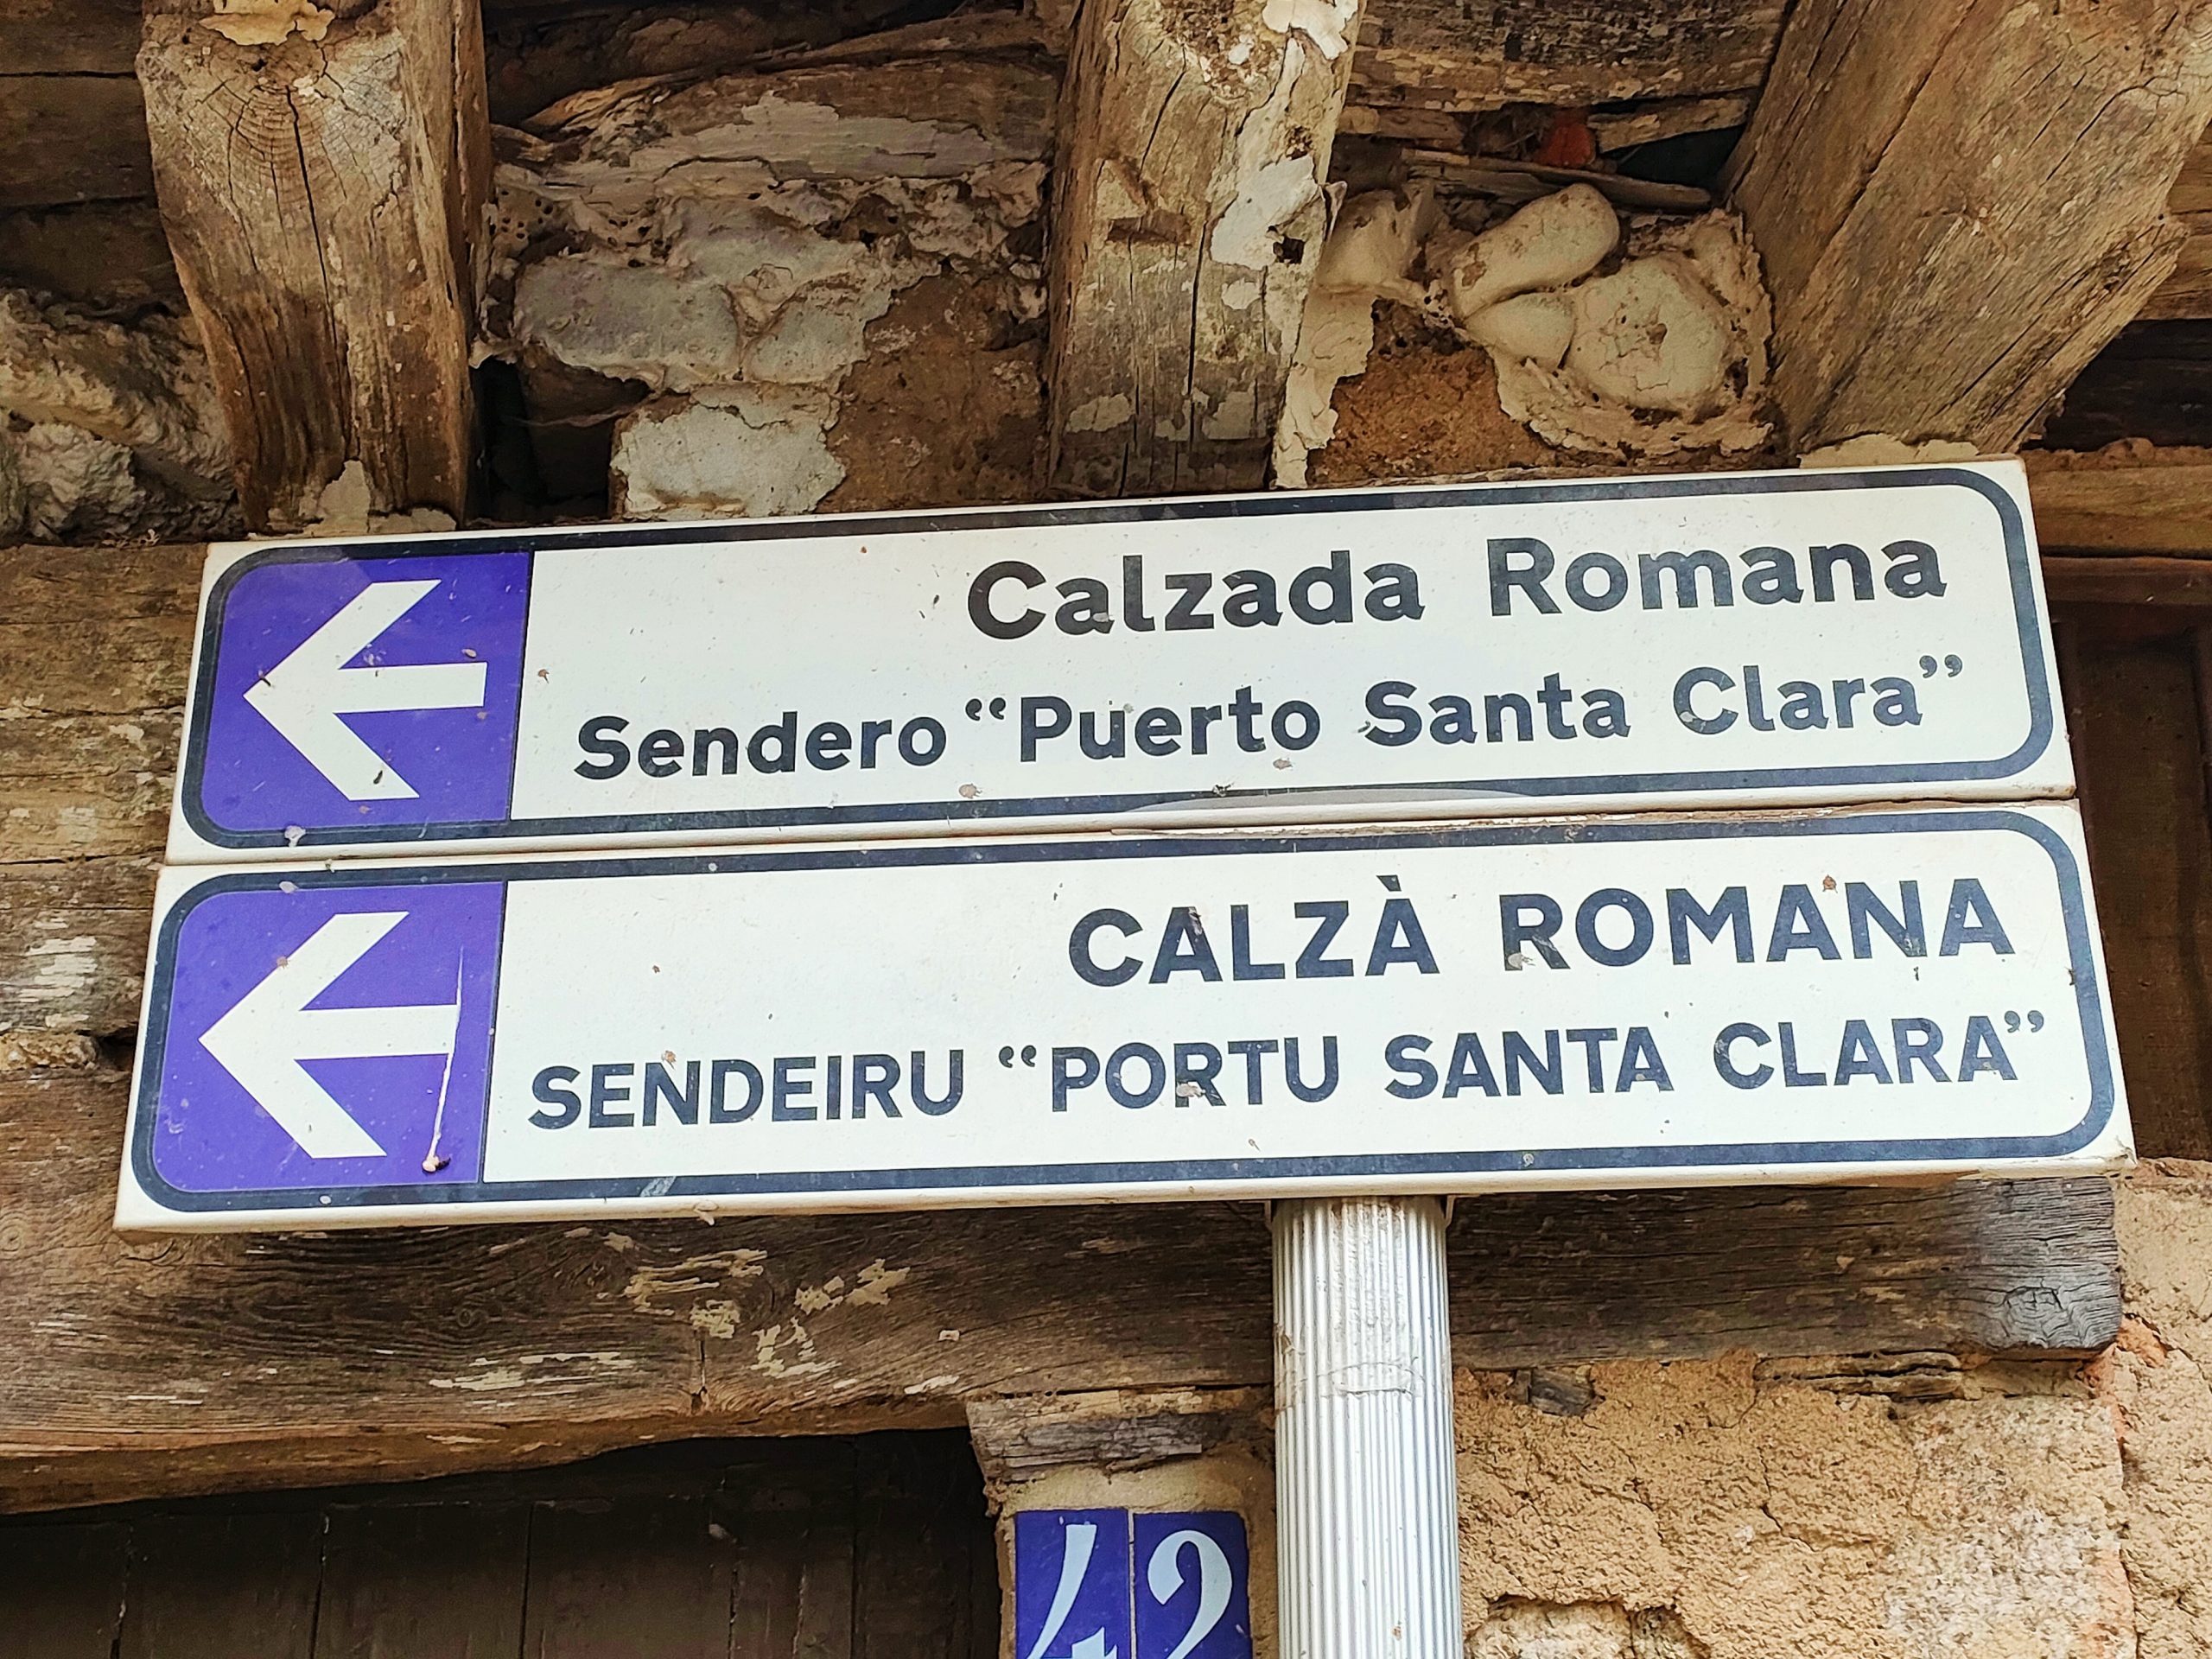 Calzada Romana
Sendero “Puerto Santa Clara”
CALZÀ ROMANA
SENDEIRU “PORTU SANTA CLARA”
42